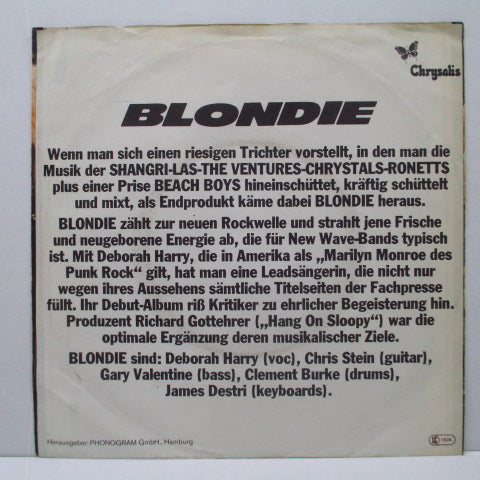 Chrysalis
BLONDIE
Wenn man sich einen riesigen Trichter vorstellt, in den man die
Musik der SHANGRI-LAS-THE VENTURES-CHRYSTALS-RONETTS
plus einer Prise BEACH BOYS hineinschüttet, kräftig schüttelt
und mixt, als Endprodukt käme dabei BLONDIE heraus.
BLONDIE zählt zur neuen Rockwelle und strahlt jene Frische
und neugeborene Energie ab, die für New Wave-Bands typisch
ist. Mit Deborah Harry, die in Amerika als „Marilyn Monroe des
Punk Rock“ gilt, hat man eine Leadsängerin, die nicht nur
wegen ihres Aussehens sämtliche Titelseiten der Fachpresse
füllt. Ihr Debut-Album riß Kritiker zu ehrlicher Begeisterung hin.
Produzent Richard Gottehrer („Hang On Sloopy“) war die
optimale Ergänzung deren musikalischer Ziele.
BLONDIE sind: Deborah Harry (voc), Chris Stein (guitar),
Gary Valentine (bass), Clement Burke (drums),
James Destri (keyboards).
Herausgeber: PHONOGRAM GmbH., Hamburg